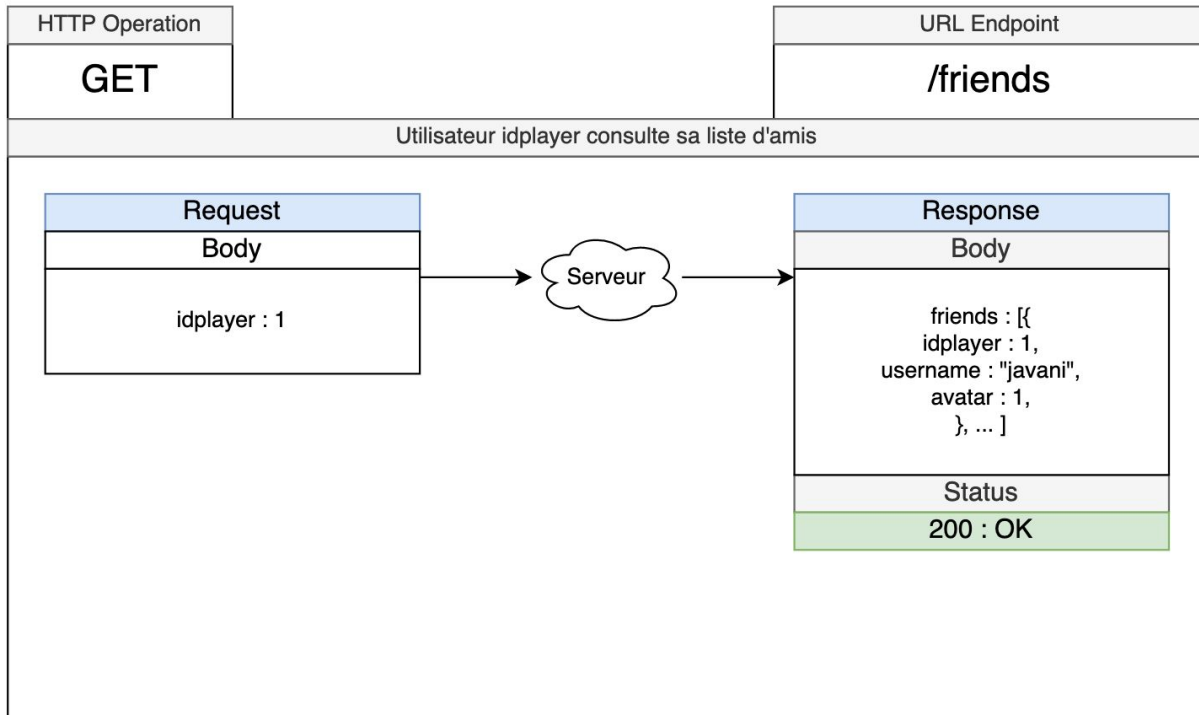 HTTP Operation
URL Endpoint
GET
/friends
Utilisateur idplayer consulte sa liste d'amis
Request
Body
idplayer : 1
Serveur
Response
Body
friends : [{
idplayer : 1,
username : "javani",
avatar : 1,
}, ... ]
Status
200 : OK